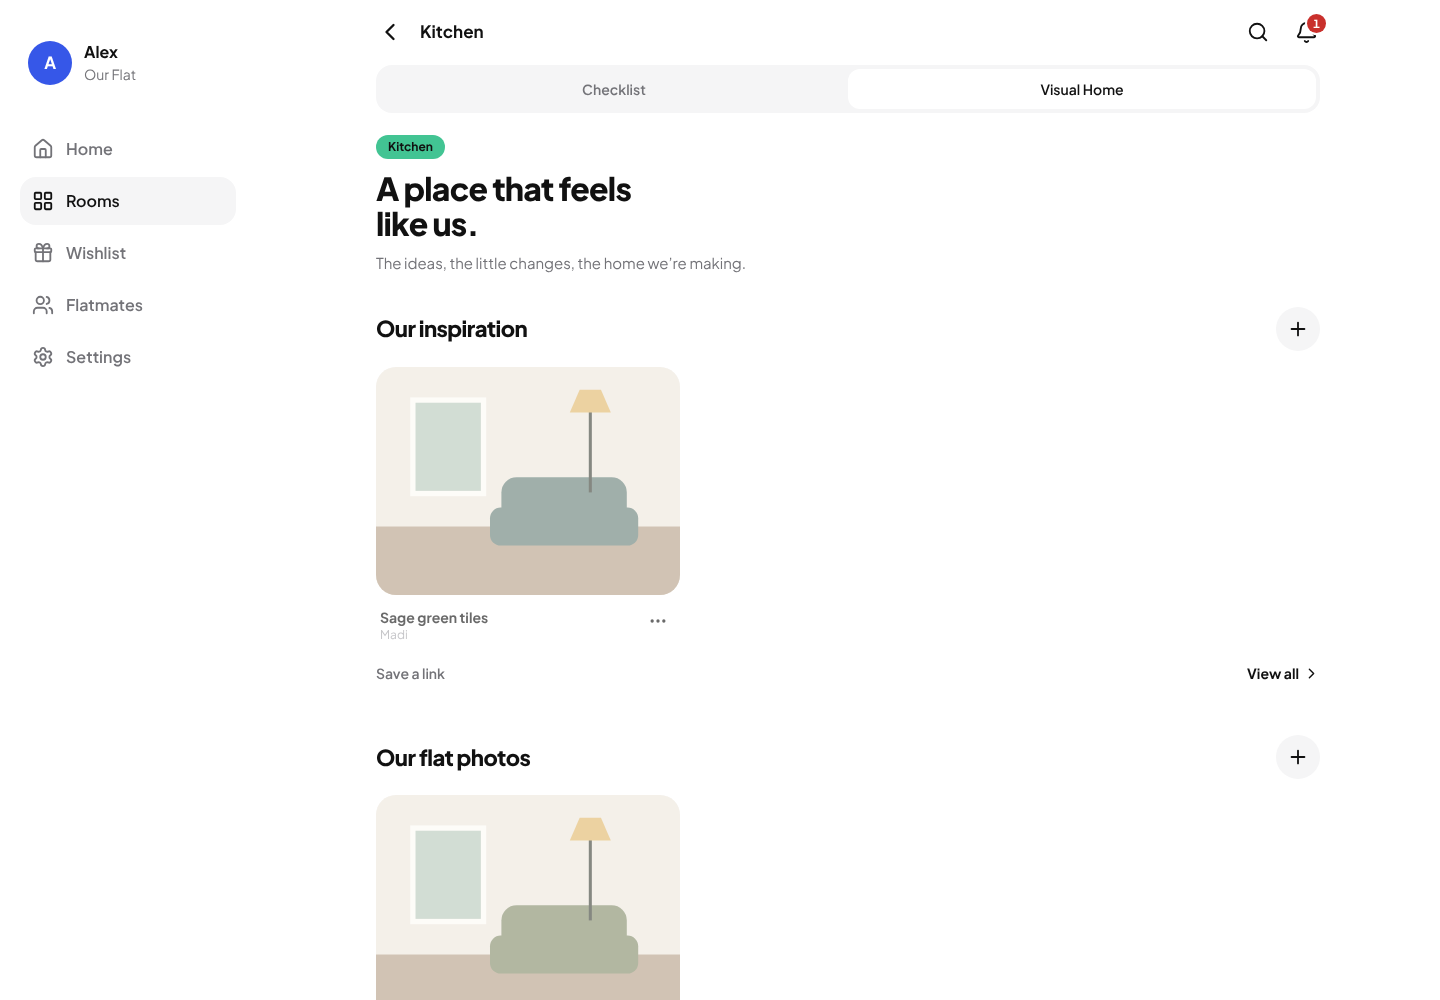 A
Alex
Our Flat
Home
Rooms
Wishlist
Flatmates
Settings
Kitchen
1
Checklist
Visual Home
Kitchen
A place that feels
like us.
The ideas, the little changes, the home we're making.
Our inspiration
Sage green tiles
Madi
Save a link
View all
Our flat photos